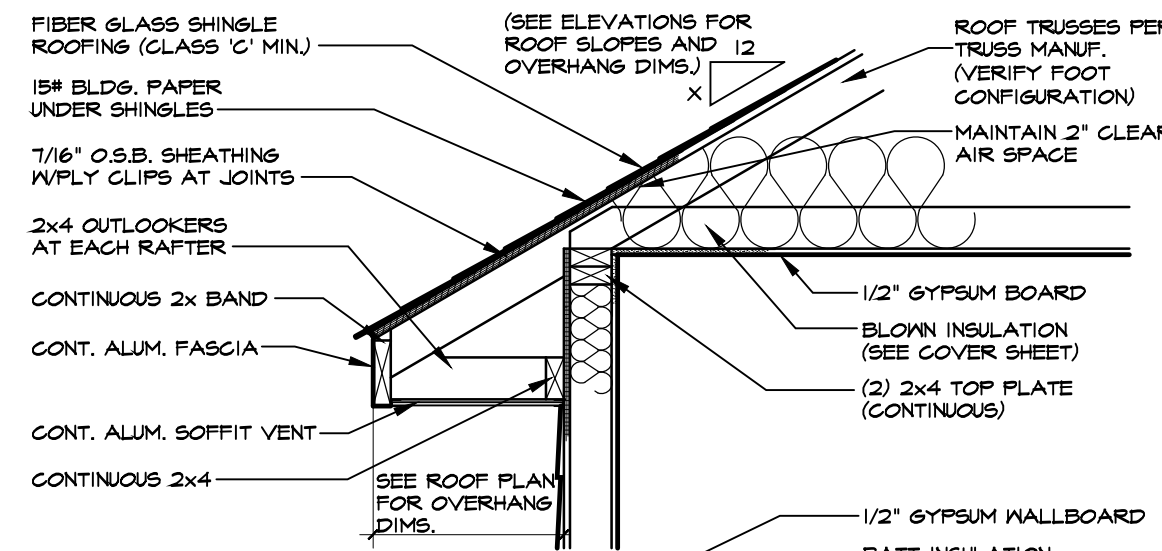 FIBER GLASS SHINGLE
ROOFING (CLASS 'C' MIN.)
15# BLDG. PAPER
UNDER SHINGLES
7/16" O.S.B. SHEATHING
W/PLY CLIPS AT JOINTS
2x4 OUTLOOKERS
AT EACH RAFTER
CONTINUOUS 2x BAND
CONT. ALUM. FASCIA
CONT. ALUM. SOFFIT VENT
CONTINUOUS 2x4
(SEE ELEVATIONS FOR
ROOF SLOPES AND
OVERHANG DIMS.)
12
X
SEE ROOF PLAN
FOR OVERHANG
DIMS.
ROOF TRUSSES PER
TRUSS MANUF.
(VERIFY FOOT
CONFIGURATION)
MAINTAIN 2" CLEAR
AIR SPACE
1/2" GYPSUM BOARD
BLOWN INSULATION
(SEE COVER SHEET)
(2) 2x4 TOP PLATE
(CONTINUOUS)
1/2" GYPSUM WALLBOARD
BATT INSULATION